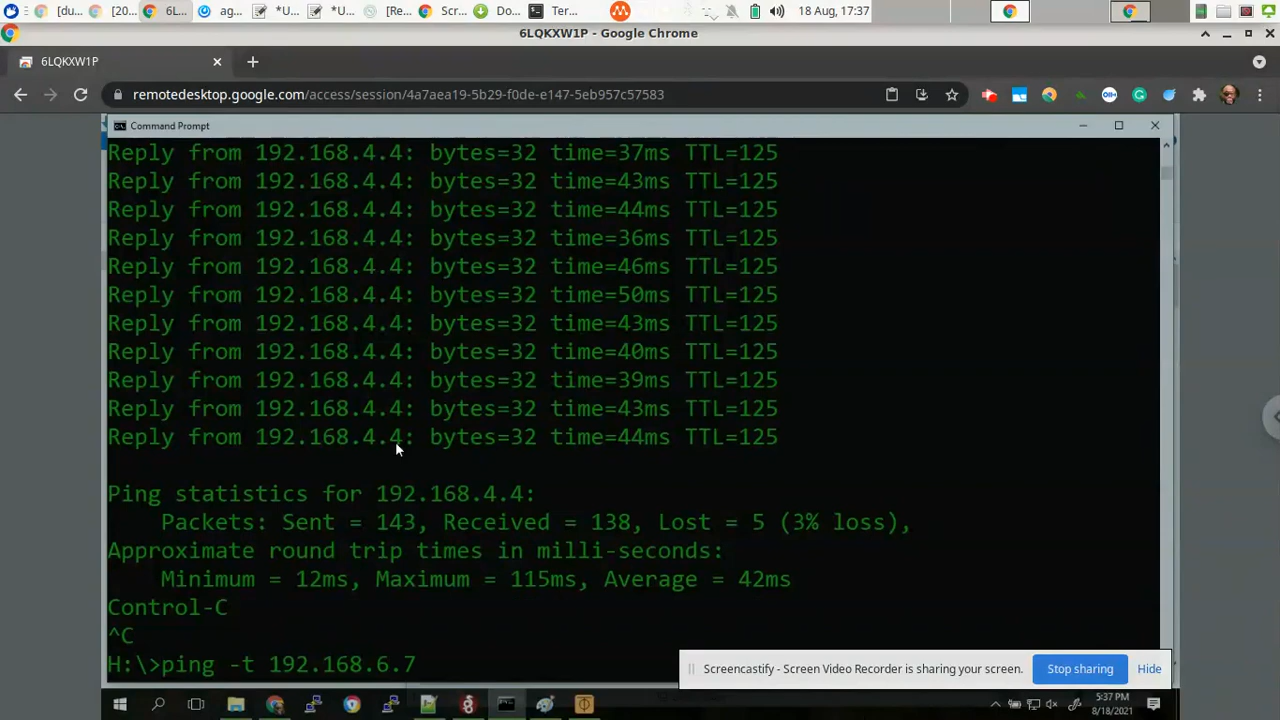 [du
[20
6L
ag
*U
*U
[Re
Scr
Do
Ter
18 Aug, 17:37
6LQKXW1P - Google Chrome
6LQKXW1P
remotedesktop.google.com/access/session/4a7aea19-5b29-f0de-e147-5eb957c57583
Command Prompt
Reply from 192.168.4.4: bytes=32 time=37ms TTL=125
Reply from 192.168.4.4: bytes=32 time=43ms TTL=125
Reply from 192.168.4.4: bytes=32 time=44ms TTL=125
Reply from 192.168.4.4: bytes=32 time=36ms TTL=125
Reply from 192.168.4.4: bytes=32 time=46ms TTL=125
Reply from 192.168.4.4: bytes=32 time=50ms TTL=125
Reply from 192.168.4.4: bytes=32 time=43ms TTL=125
Reply from 192.168.4.4: bytes=32 time=40ms TTL=125
Reply from 192.168.4.4: bytes=32 time=39ms TTL=125
Reply from 192.168.4.4: bytes=32 time=43ms TTL=125
Reply from 192.168.4.4: bytes=32 time=44ms TTL=125
Ping statistics for 192.168.4.4:
Packets: Sent = 143, Received = 138, Lost = 5 (3% loss),
Approximate round trip times in milli-seconds:
Minimum = 12ms, Maximum = 115ms, Average = 42ms
Control-C
^C
H:\>ping -t 192.168.6.7
Screencastify - Screen Video Recorder is sharing your screen.
Stop sharing
Hide
5:37 PM
8/18/2021